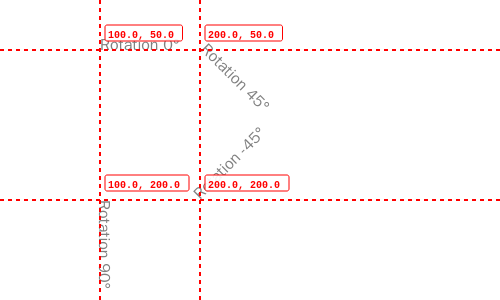 100.0, 50.0
200.0, 50.0
Rotation 0°
Rotation 45°
Rotation -45°
100.0, 200.0
200.0, 200.0
Rotation 90°